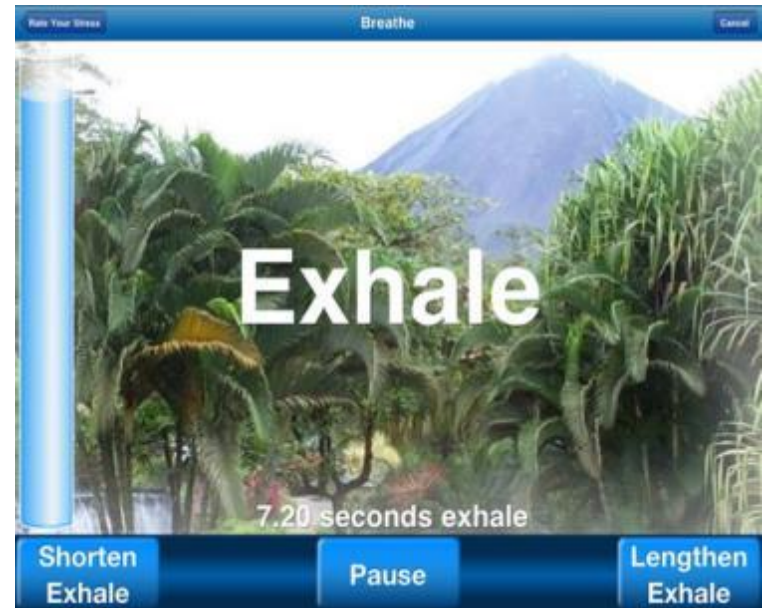 Rate Your Stress
Breathe
Cancel
Exhale
7.20 seconds exhale
Shorten
Exhale
Pause
Lengthen
Exhale